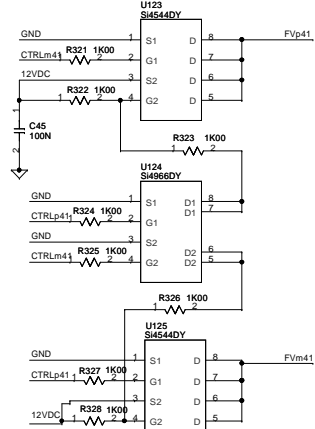 U123
Si4544DY
GND 1 S1 D 8 FVp41
CTRLm41 R321 1K00 1 2 2 G1 D 7
12VDC 3 S2 D 6
R322 1K00 1 2 4 G2 D 5
1
C45
100N
2
R323 1K00
1 2
U124
Si4966DY
GND 1 S1 D1 8
CTRLp41 R324 1K00 1 2 2 G1 D1 7
GND 3 S2 D2 6
CTRLm41 R325 1K00 1 2 4 G2 D2 5
R326 1K00
1 2
U125
Si4544DY
GND 1 S1 D 8 FVm41
CTRLp41 R327 1K00 1 2 2 G1 D 7
3 S2 D 6
12VDC R328 1K00 1 2 4 G2 D 5